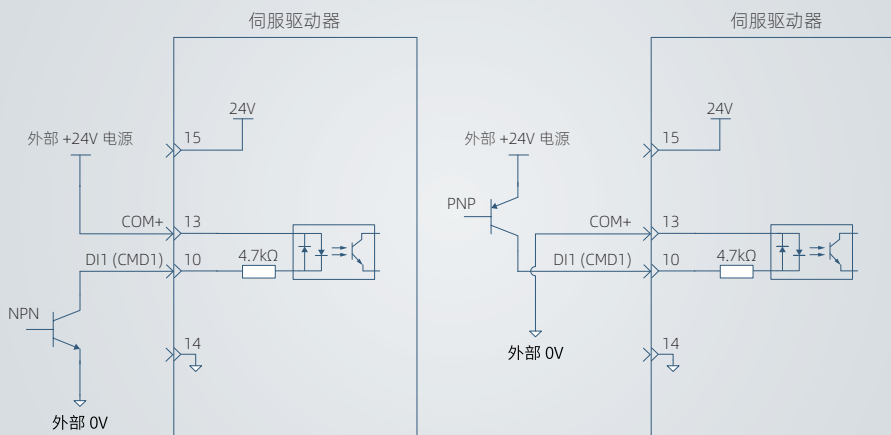 伺服驱动器
24V
15
外部 +24V 电源
COM+
13
DI1 (CMD1)
10
4.7kΩ
NPN
14
外部 0V
伺服驱动器
24V
15
外部 +24V 电源
PNP
COM+
13
DI1 (CMD1)
10
4.7kΩ
14
外部 0V